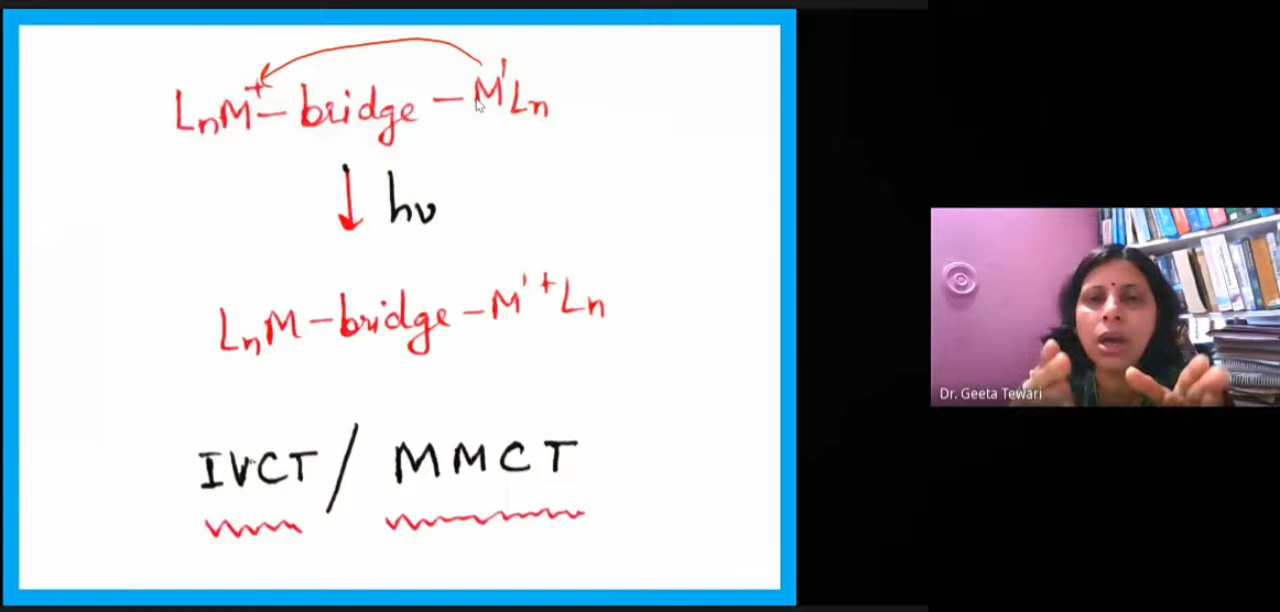 LnM+ – bridge – M'Ln
hν
LnM – bridge – M'+Ln
IVCT / MMCT
Dr. Geeta Tewari